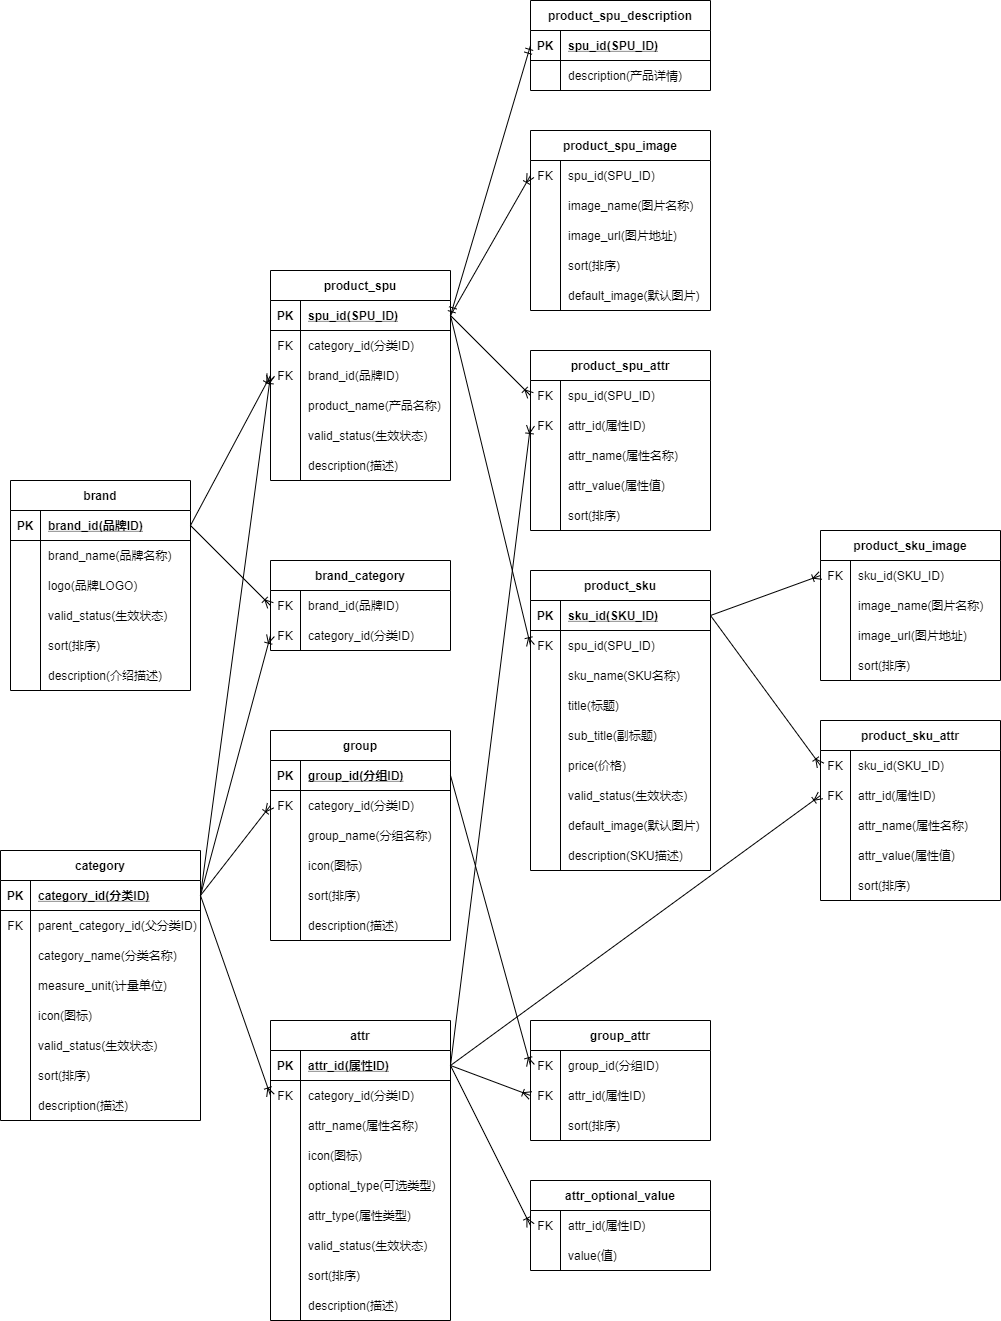 product_spu_description
PK spu_id(SPU_ID)
description(产品详情)
product_spu_image
FK spu_id(SPU_ID)
image_name(图片名称)
image_url(图片地址)
sort(排序)
default_image(默认图片)
product_spu
PK spu_id(SPU_ID)
FK category_id(分类ID)
FK brand_id(品牌ID)
product_name(产品名称)
valid_status(生效状态)
description(描述)
product_spu_attr
FK spu_id(SPU_ID)
FK attr_id(属性ID)
attr_name(属性名称)
attr_value(属性值)
sort(排序)
brand
PK brand_id(品牌ID)
brand_name(品牌名称)
logo(品牌LOGO)
valid_status(生效状态)
sort(排序)
description(介绍描述)
brand_category
FK brand_id(品牌ID)
FK category_id(分类ID)
product_sku
PK sku_id(SKU_ID)
FK spu_id(SPU_ID)
sku_name(SKU名称)
title(标题)
sub_title(副标题)
price(价格)
valid_status(生效状态)
default_image(默认图片)
description(SKU描述)
product_sku_image
FK sku_id(SKU_ID)
image_name(图片名称)
image_url(图片地址)
sort(排序)
product_sku_attr
FK sku_id(SKU_ID)
FK attr_id(属性ID)
attr_name(属性名称)
attr_value(属性值)
sort(排序)
group
PK group_id(分组ID)
FK category_id(分类ID)
group_name(分组名称)
icon(图标)
sort(排序)
description(描述)
category
PK category_id(分类ID)
FK parent_category_id(父分类ID)
category_name(分类名称)
measure_unit(计量单位)
icon(图标)
valid_status(生效状态)
sort(排序)
description(描述)
attr
PK attr_id(属性ID)
FK category_id(分类ID)
attr_name(属性名称)
icon(图标)
optional_type(可选类型)
attr_type(属性类型)
valid_status(生效状态)
sort(排序)
description(描述)
group_attr
FK group_id(分组ID)
FK attr_id(属性ID)
sort(排序)
attr_optional_value
FK attr_id(属性ID)
value(值)